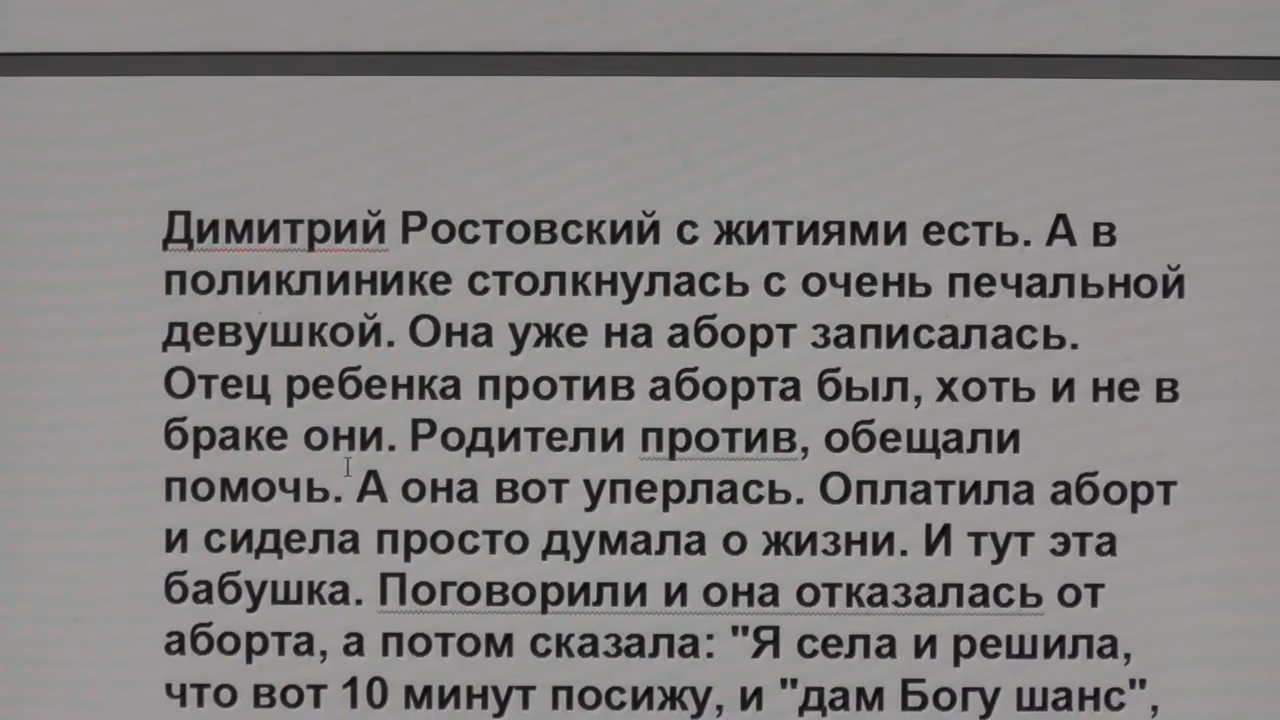 Димитрий Ростовский с житиями есть. А в
поликлинике столкнулась с очень печальной
девушкой. Она уже на аборт записалась.
Отец ребенка против аборта был, хоть и не в
браке они. Родители против, обещали
помочь. А она вот уперлась. Оплатила аборт
и сидела просто думала о жизни. И тут эта
бабушка. Поговорили и она отказалась от
аборта, а потом сказала: "Я села и решила,
что вот 10 минут посижу, и "дам Богу шанс",